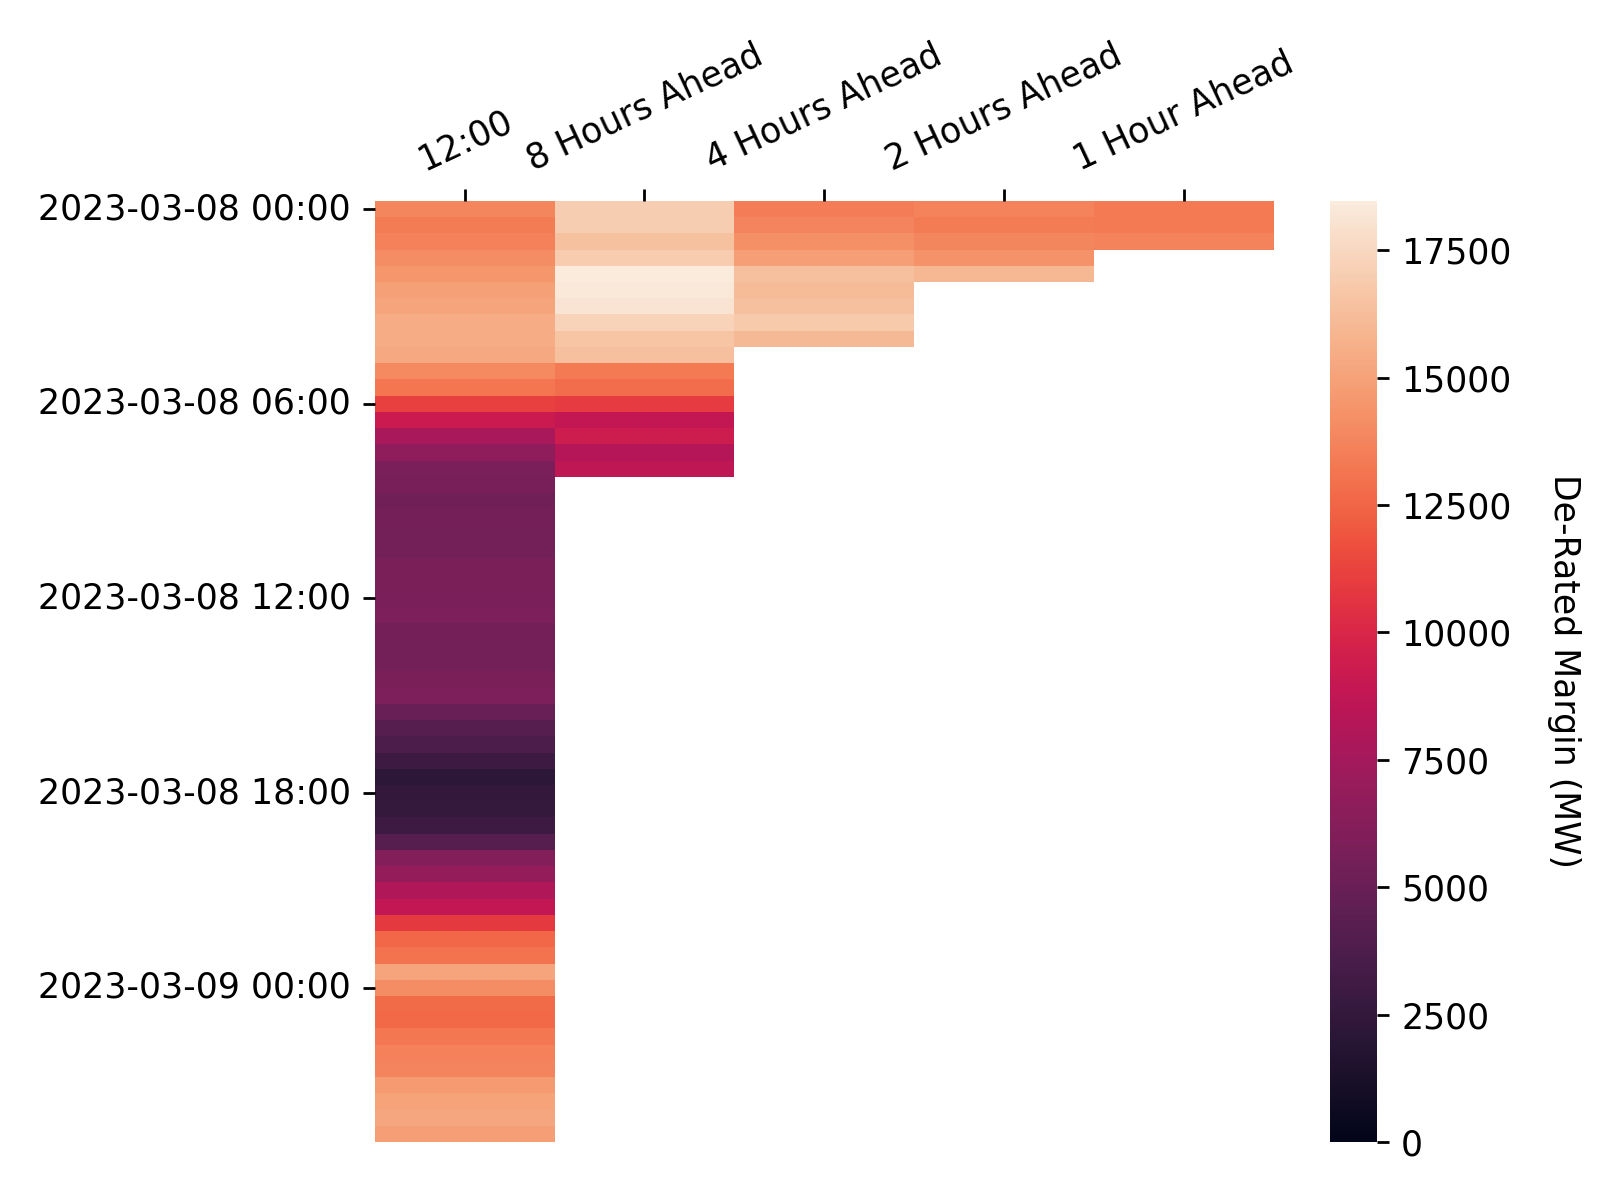 12:00
8 Hours Ahead
4 Hours Ahead
2 Hours Ahead
1 Hour Ahead
2023-03-08 00:00
2023-03-08 06:00
2023-03-08 12:00
2023-03-08 18:00
2023-03-09 00:00
17500
15000
12500
10000
7500
5000
2500
0
De-Rated Margin (MW)